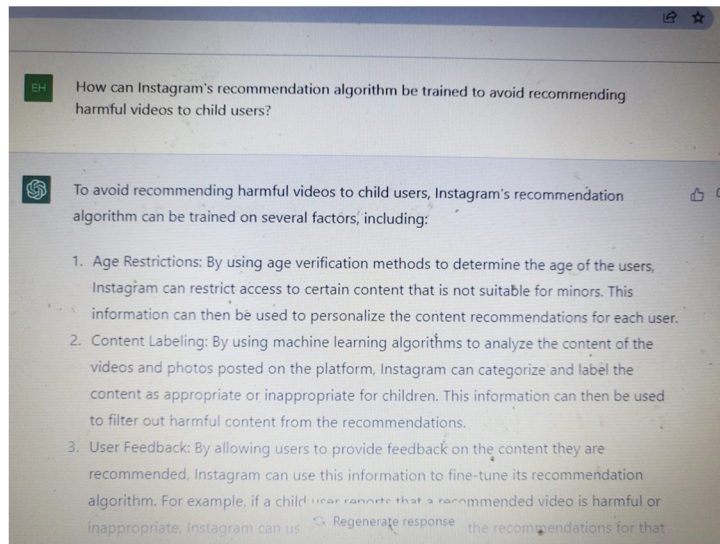 EH
How can Instagram's recommendation algorithm be trained to avoid recommending
harmful videos to child users?
To avoid recommending harmful videos to child users, Instagram's recommendation
algorithm can be trained on several factors, including:
1. Age Restrictions: By using age verification methods to determine the age of the users,
Instagram can restrict access to certain content that is not suitable for minors. This
information can then be used to personalize the content recommendations for each user.
2. Content Labeling: By using machine learning algorithms to analyze the content of the
videos and photos posted on the platform, Instagram can categorize and label the
content as appropriate or inappropriate for children. This information can then be used
to filter out harmful content from the recommendations.
3. User Feedback: By allowing users to provide feedback on the content they are
recommended, Instagram can use this information to fine-tune its recommendation
algorithm. For example, if a child user reports that a recommended video is harmful or
inappropriate, Instagram can us
Regenerate response
the recommendations for that